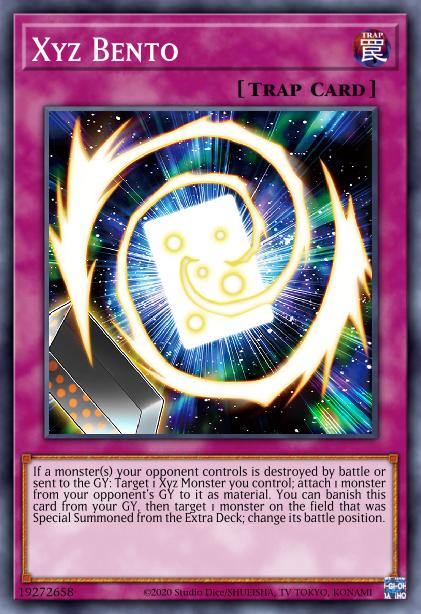 Xyz Bento
TRAP
罠
[TRAP CARD]
If a monster(s) your opponent controls is destroyed by battle or
sent to the GY: Target 1 Xyz Monster you control; attach 1 monster
from your opponent's GY to it as material. You can banish this
card from your GY, then target 1 monster on the field that was
Special Summoned from the Extra Deck; change its battle position.
19272658
©2020 Studio Dice/SHUEISHA, TV TOKYO, KONAMI